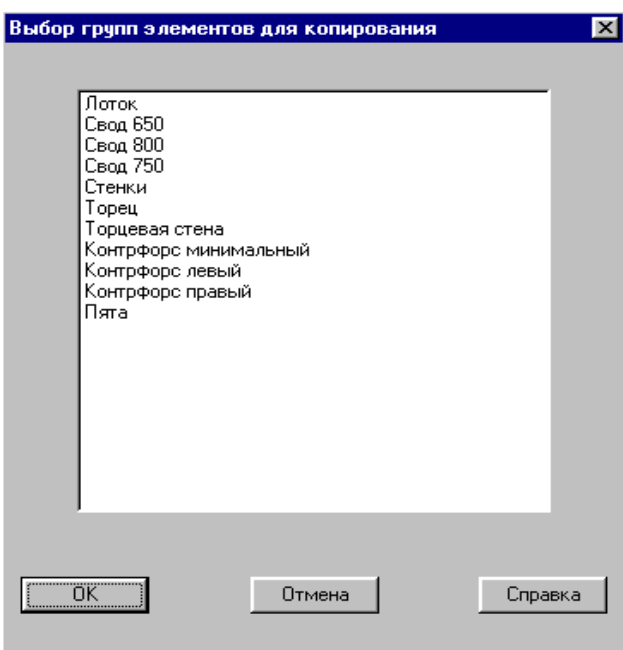 Выбор групп элементов для копирования
Лоток
Свод 650
Свод 800
Свод 750
Стенки
Торец
Торцевая стена
Контрфорс минимальный
Контрфорс левый
Контрфорс правый
Пята
OK
Отмена
Справка